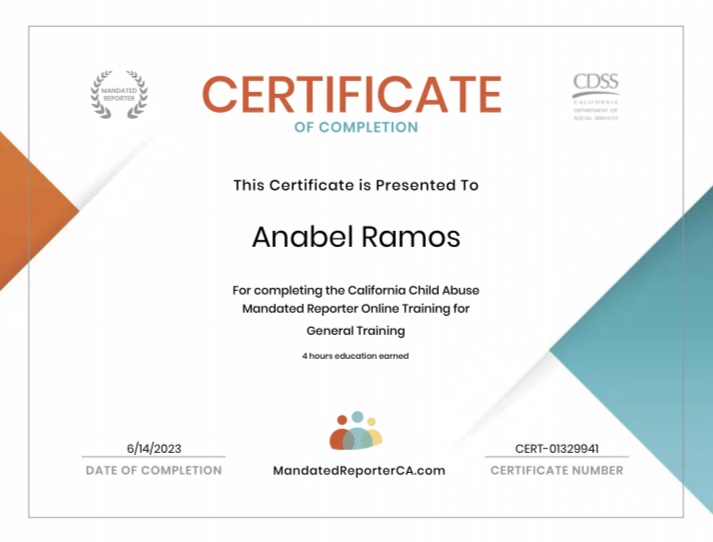 MANDATED
REPORTER
CERTIFICATE
OF COMPLETION
CDSS
CALIFORNIA
DEPARTMENT OF
SOCIAL SERVICES
This Certificate is Presented To
Anabel Ramos
For completing the California Child Abuse
Mandated Reporter Online Training for
General Training
4 hours education earned
6/14/2023
DATE OF COMPLETION
MandatedReporterCA.com
CERT-01329941
CERTIFICATE NUMBER